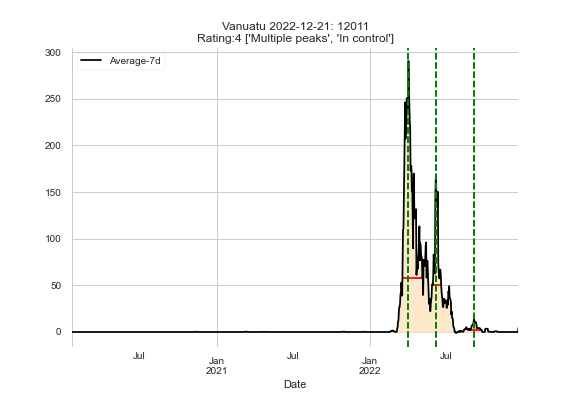 Vanuatu 2022-12-21: 12011
Rating:4 ['Multiple peaks', 'In control']
300
Average-7d
250
200
150
100
50
0
Jul
Jan
2021
Jul
Jan
2022
Jul
Date